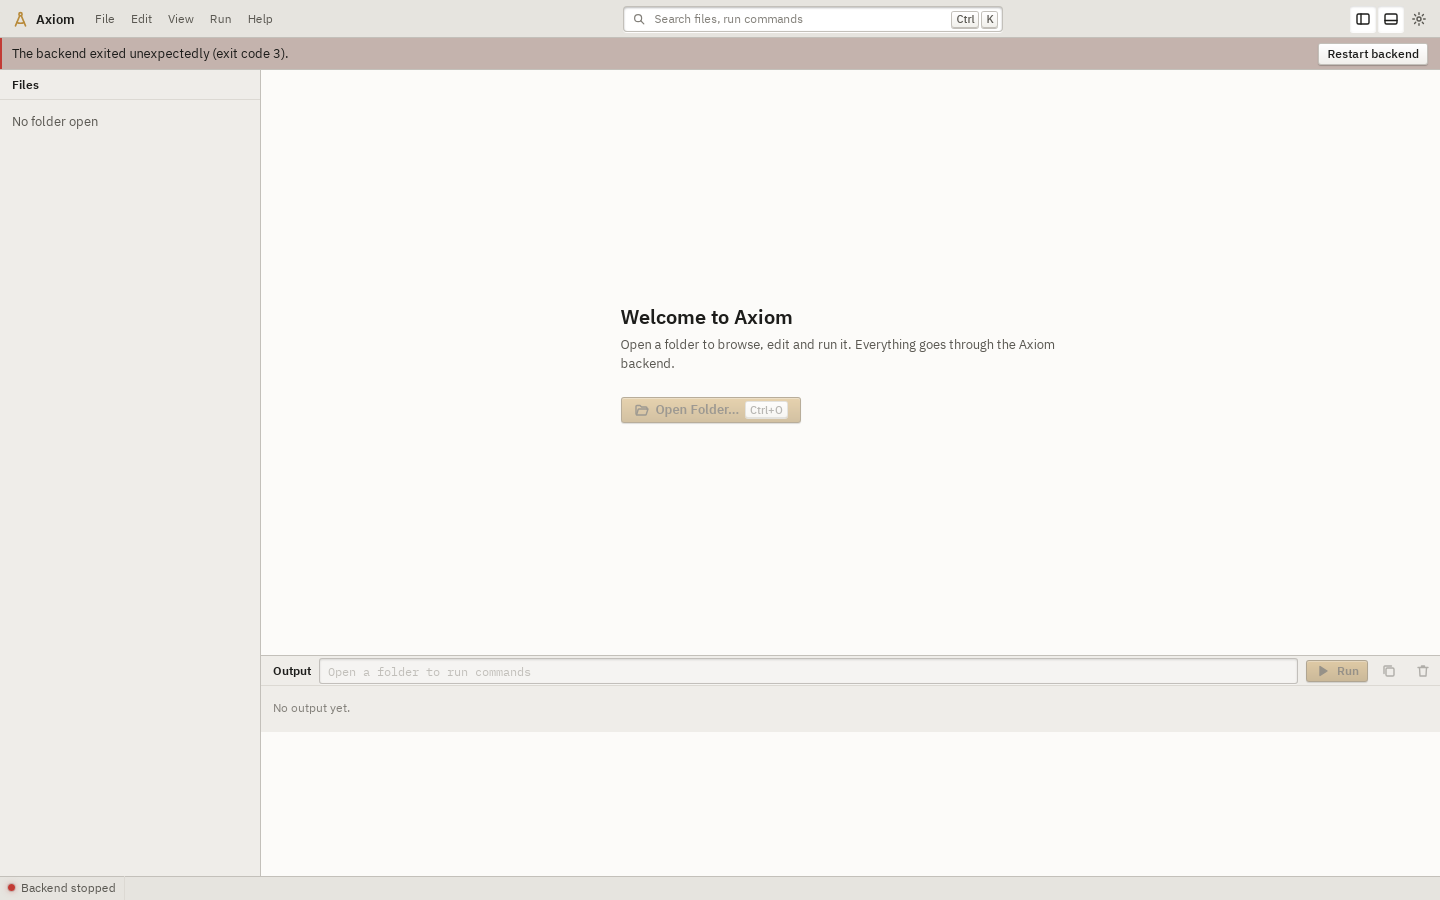 Axiom
File
Edit
View
Run
Help
Search files, run commands
Ctrl
K
The backend exited unexpectedly (exit code 3).
Restart backend
Files
No folder open
Welcome to Axiom
Open a folder to browse, edit and run it. Everything goes through the Axiom
backend.
Open Folder...
Ctrl+O
Output
Open a folder to run commands
Run
No output yet.
Backend stopped